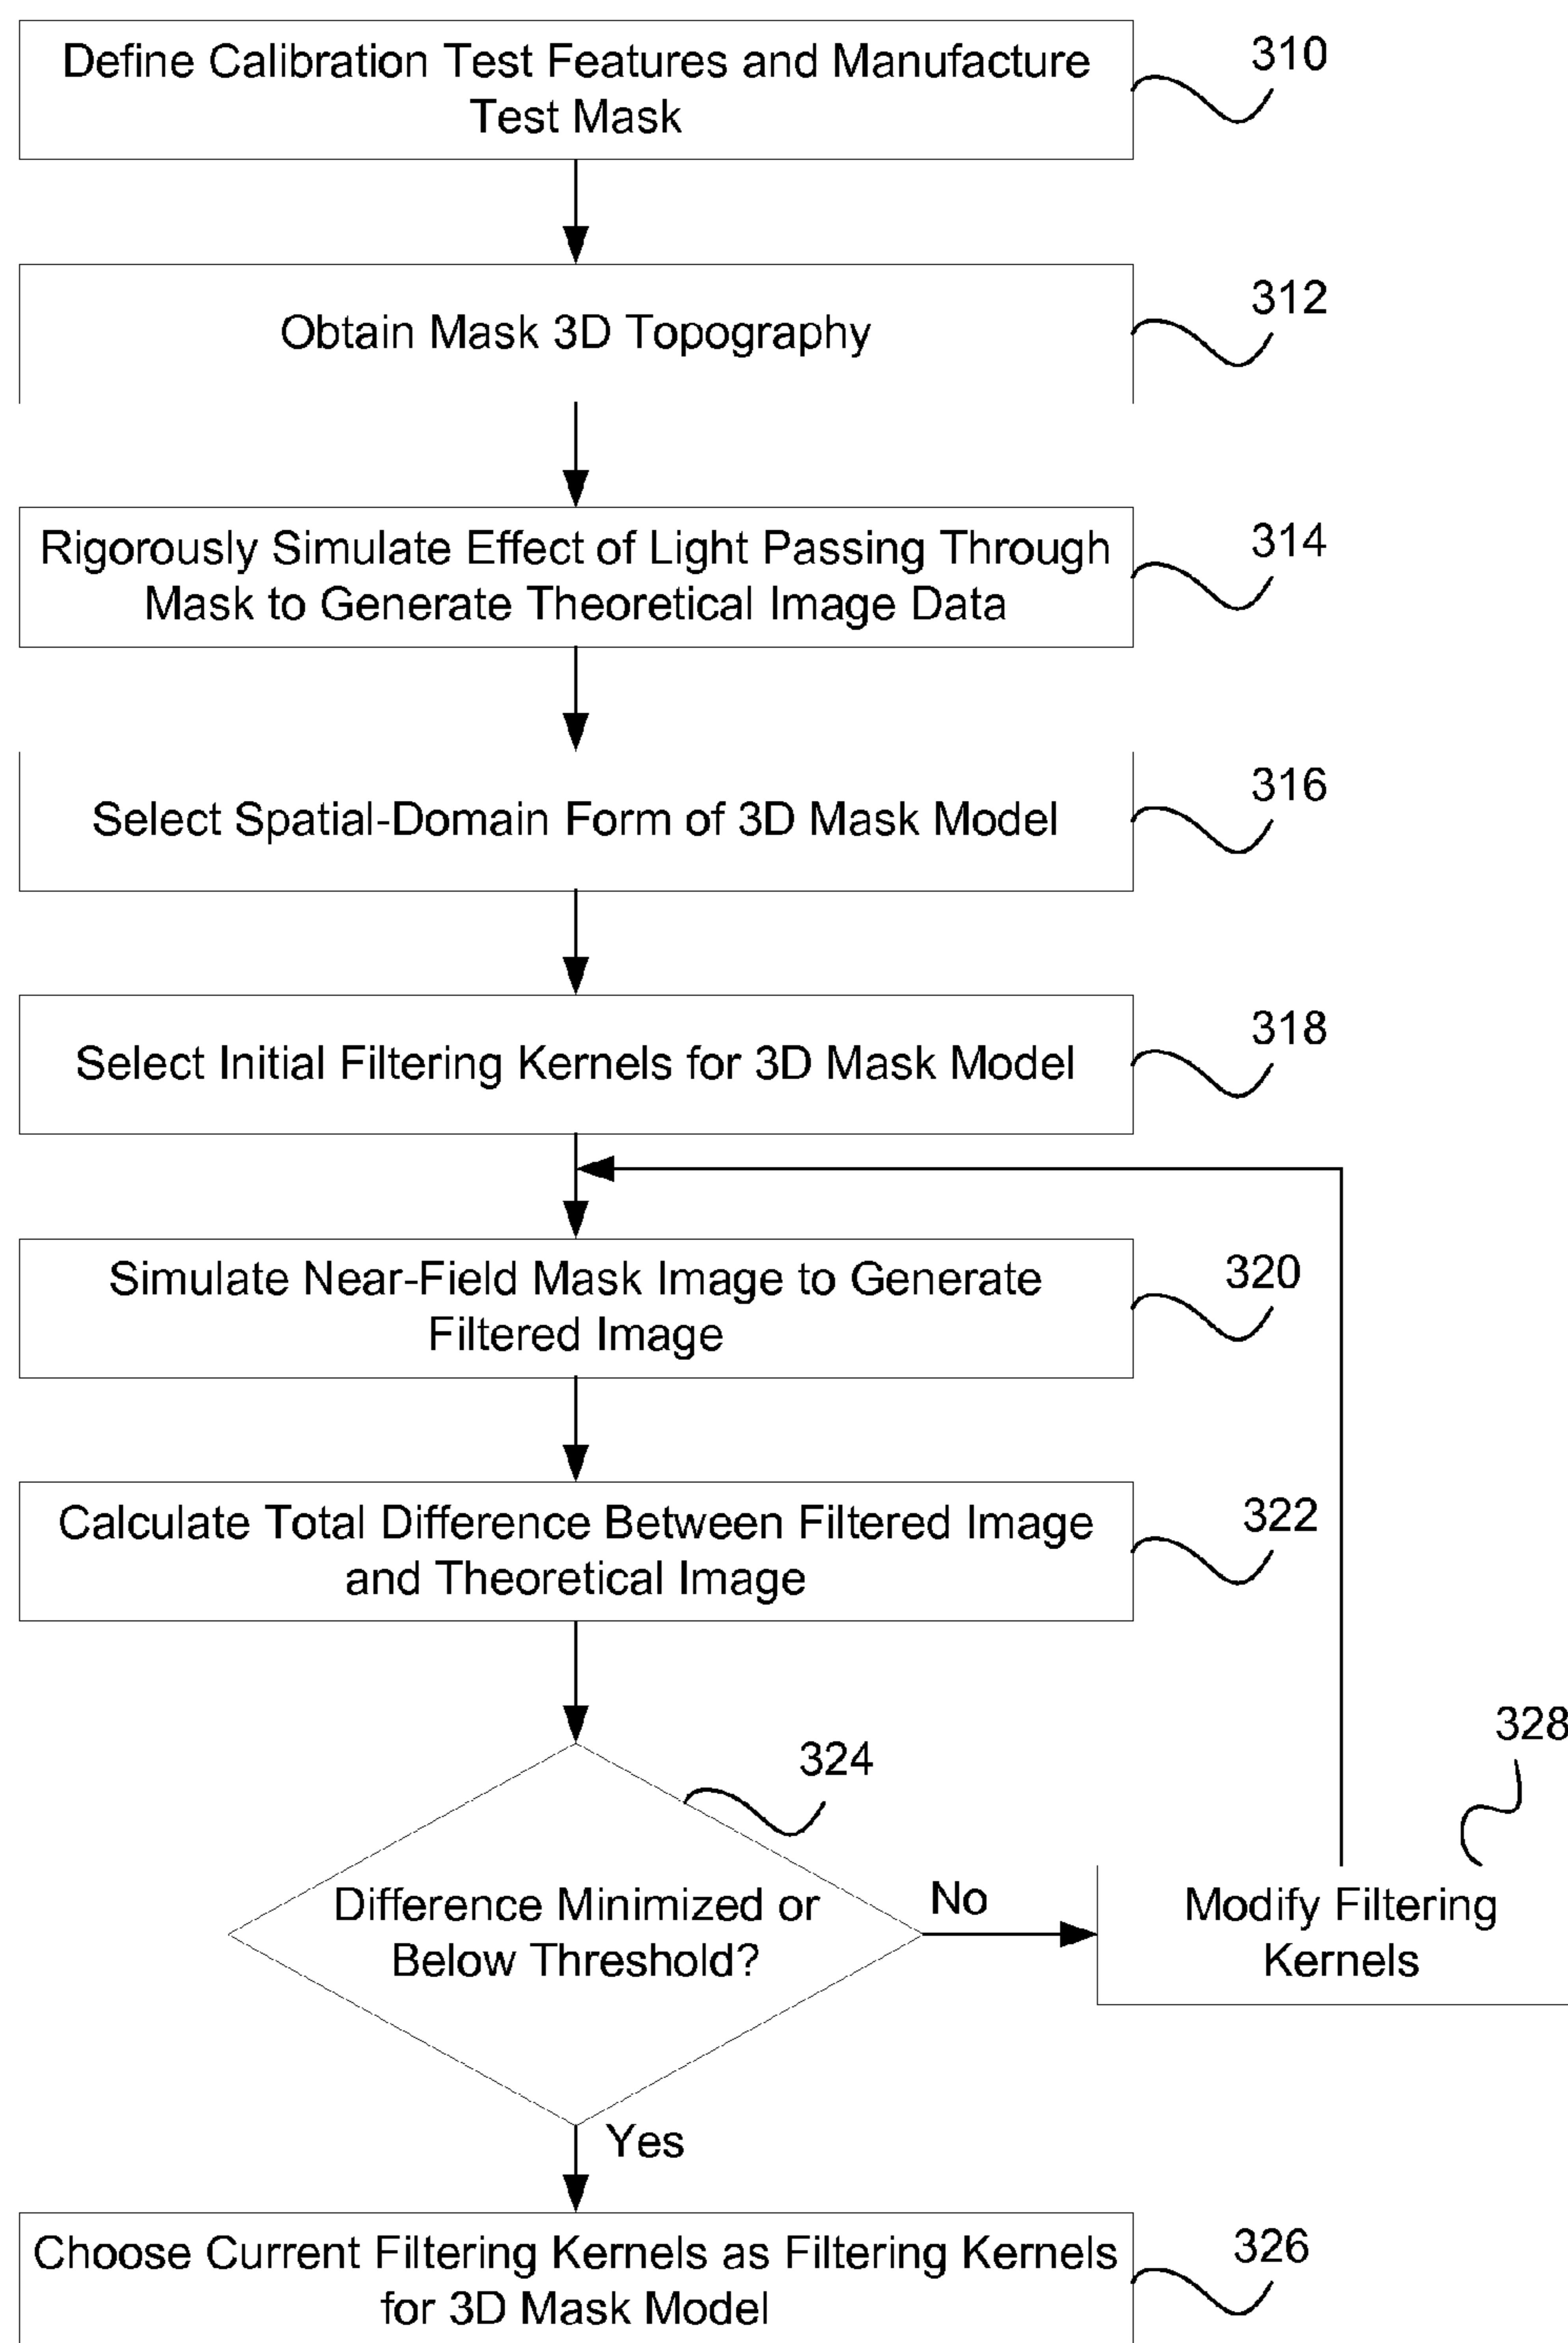 Define Calibration Test Features and Manufacture
Test Mask
310
Obtain Mask 3D Topography
312
Rigorously Simulate Effect of Light Passing Through
Mask to Generate Theoretical Image Data
314
Select Spatial-Domain Form of 3D Mask Model
316
Select Initial Filtering Kernels for 3D Mask Model
318
Simulate Near-Field Mask Image to Generate
Filtered Image
320
Calculate Total Difference Between Filtered Image
and Theoretical Image
322
324
Difference Minimized or
Below Threshold?
No
328
Modify Filtering
Kernels
Yes
Choose Current Filtering Kernels as Filtering Kernels
for 3D Mask Model
326